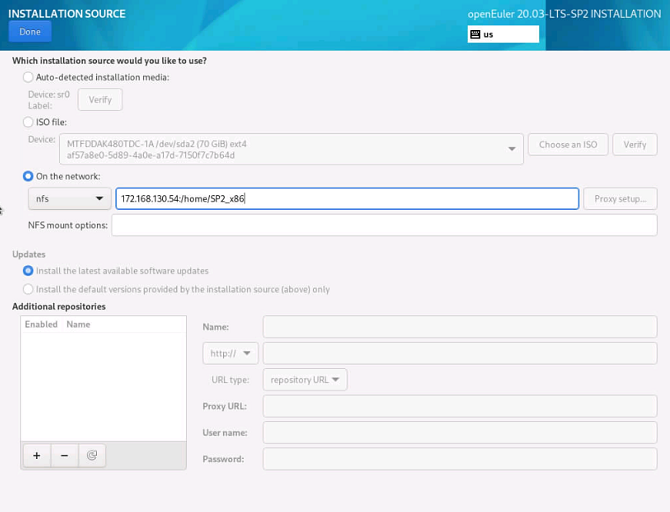 INSTALLATION SOURCE
openEuler 20.03-LTS-SP2 INSTALLATION
Done
us
Which installation source would you like to use?
Auto-detected installation media:
Device: sr0
Label:
Verify
ISO file:
Device:
MTFDDAK480TDC-1A /dev/sda2 (70 GiB) ext4
af57a8e0-5d89-4a0e-a17d-7150f7c7b64d
Choose an ISO
Verify
On the network:
nfs
172.168.130.54:/home/SP2_x86
Proxy setup...
NFS mount options:
Updates
Install the latest available software updates
Install the default versions provided by the installation source (above) only
Additional repositories
Enabled Name
Name:
http://
URL type:
repository URL
Proxy URL:
User name:
Password: